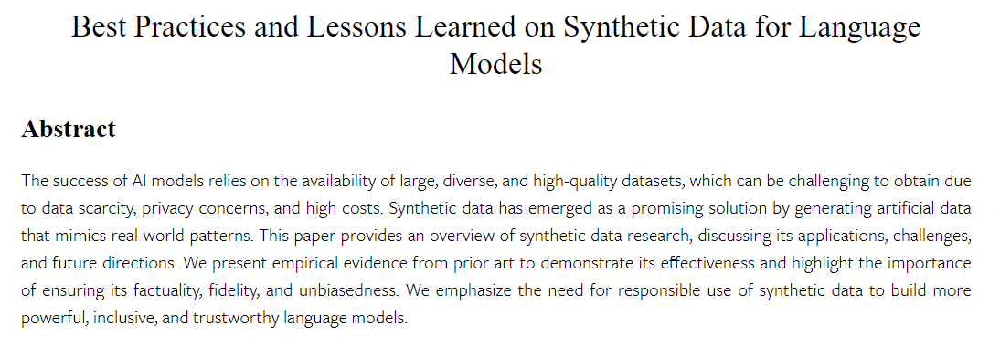 Best Practices and Lessons Learned on Synthetic Data for Language
Models
Abstract
The success of AI models relies on the availability of large, diverse, and high-quality datasets, which can be challenging to obtain due
to data scarcity, privacy concerns, and high costs. Synthetic data has emerged as a promising solution by generating artificial data
that mimics real-world patterns. This paper provides an overview of synthetic data research, discussing its applications, challenges,
and future directions. We present empirical evidence from prior art to demonstrate its effectiveness and highlight the importance
of ensuring its factuality, fidelity, and unbiasedness. We emphasize the need for responsible use of synthetic data to build more
powerful, inclusive, and trustworthy language models.